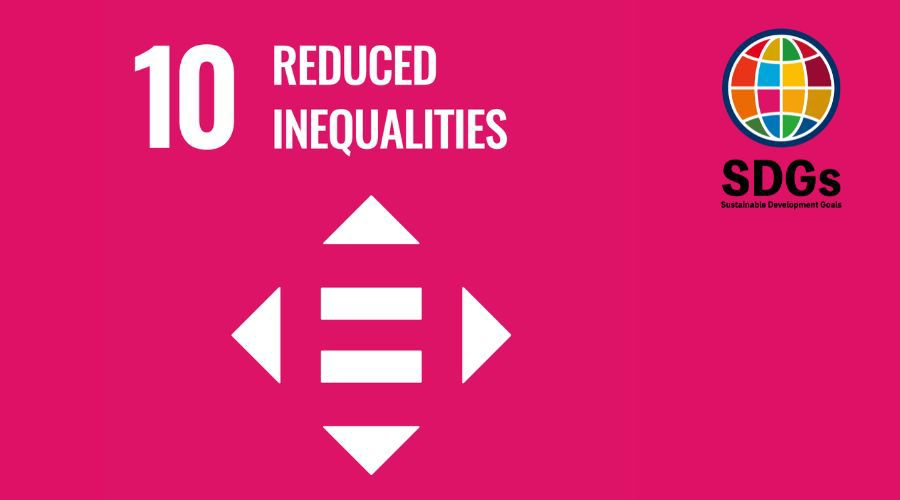 10
REDUCED
INEQUALITIES
SDGs
Sustainable Development Goals